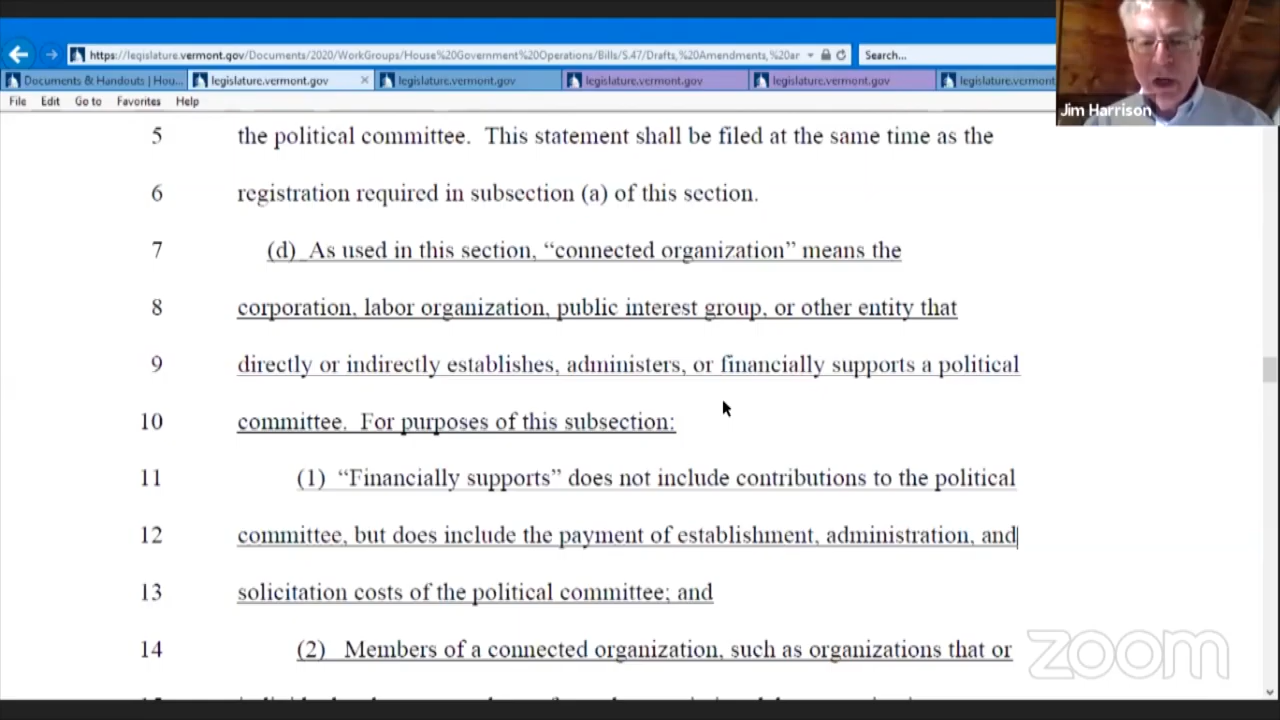 https://legislature.vermont.gov/Documents/2020/WorkGroups/House%20Government%20Operations/Bills/S.47/Drafts,%20Amendments,%20ar
Search...
Documents & Handouts | Hou...
legislature.vermont.gov
legislature.vermont.gov
legislature.vermont.gov
legislature.vermont.gov
legislature.vermont.gov
File Edit Go to Favorites Help
Jim Harrison
5 the political committee. This statement shall be filed at the same time as the
6 registration required in subsection (a) of this section.
7 (d) As used in this section, “connected organization” means the
8 corporation, labor organization, public interest group, or other entity that
9 directly or indirectly establishes, administers, or financially supports a political
10 committee. For purposes of this subsection:
11 (1) “Financially supports” does not include contributions to the political
12 committee, but does include the payment of establishment, administration, and
13 solicitation costs of the political committee; and
14 (2) Members of a connected organization, such as organizations that or
zoom